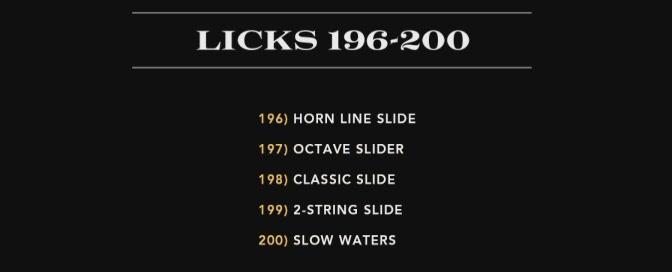 LICKS 196-200
196) HORN LINE SLIDE
197) OCTAVE SLIDER
198) CLASSIC SLIDE
199) 2-STRING SLIDE
200) SLOW WATERS